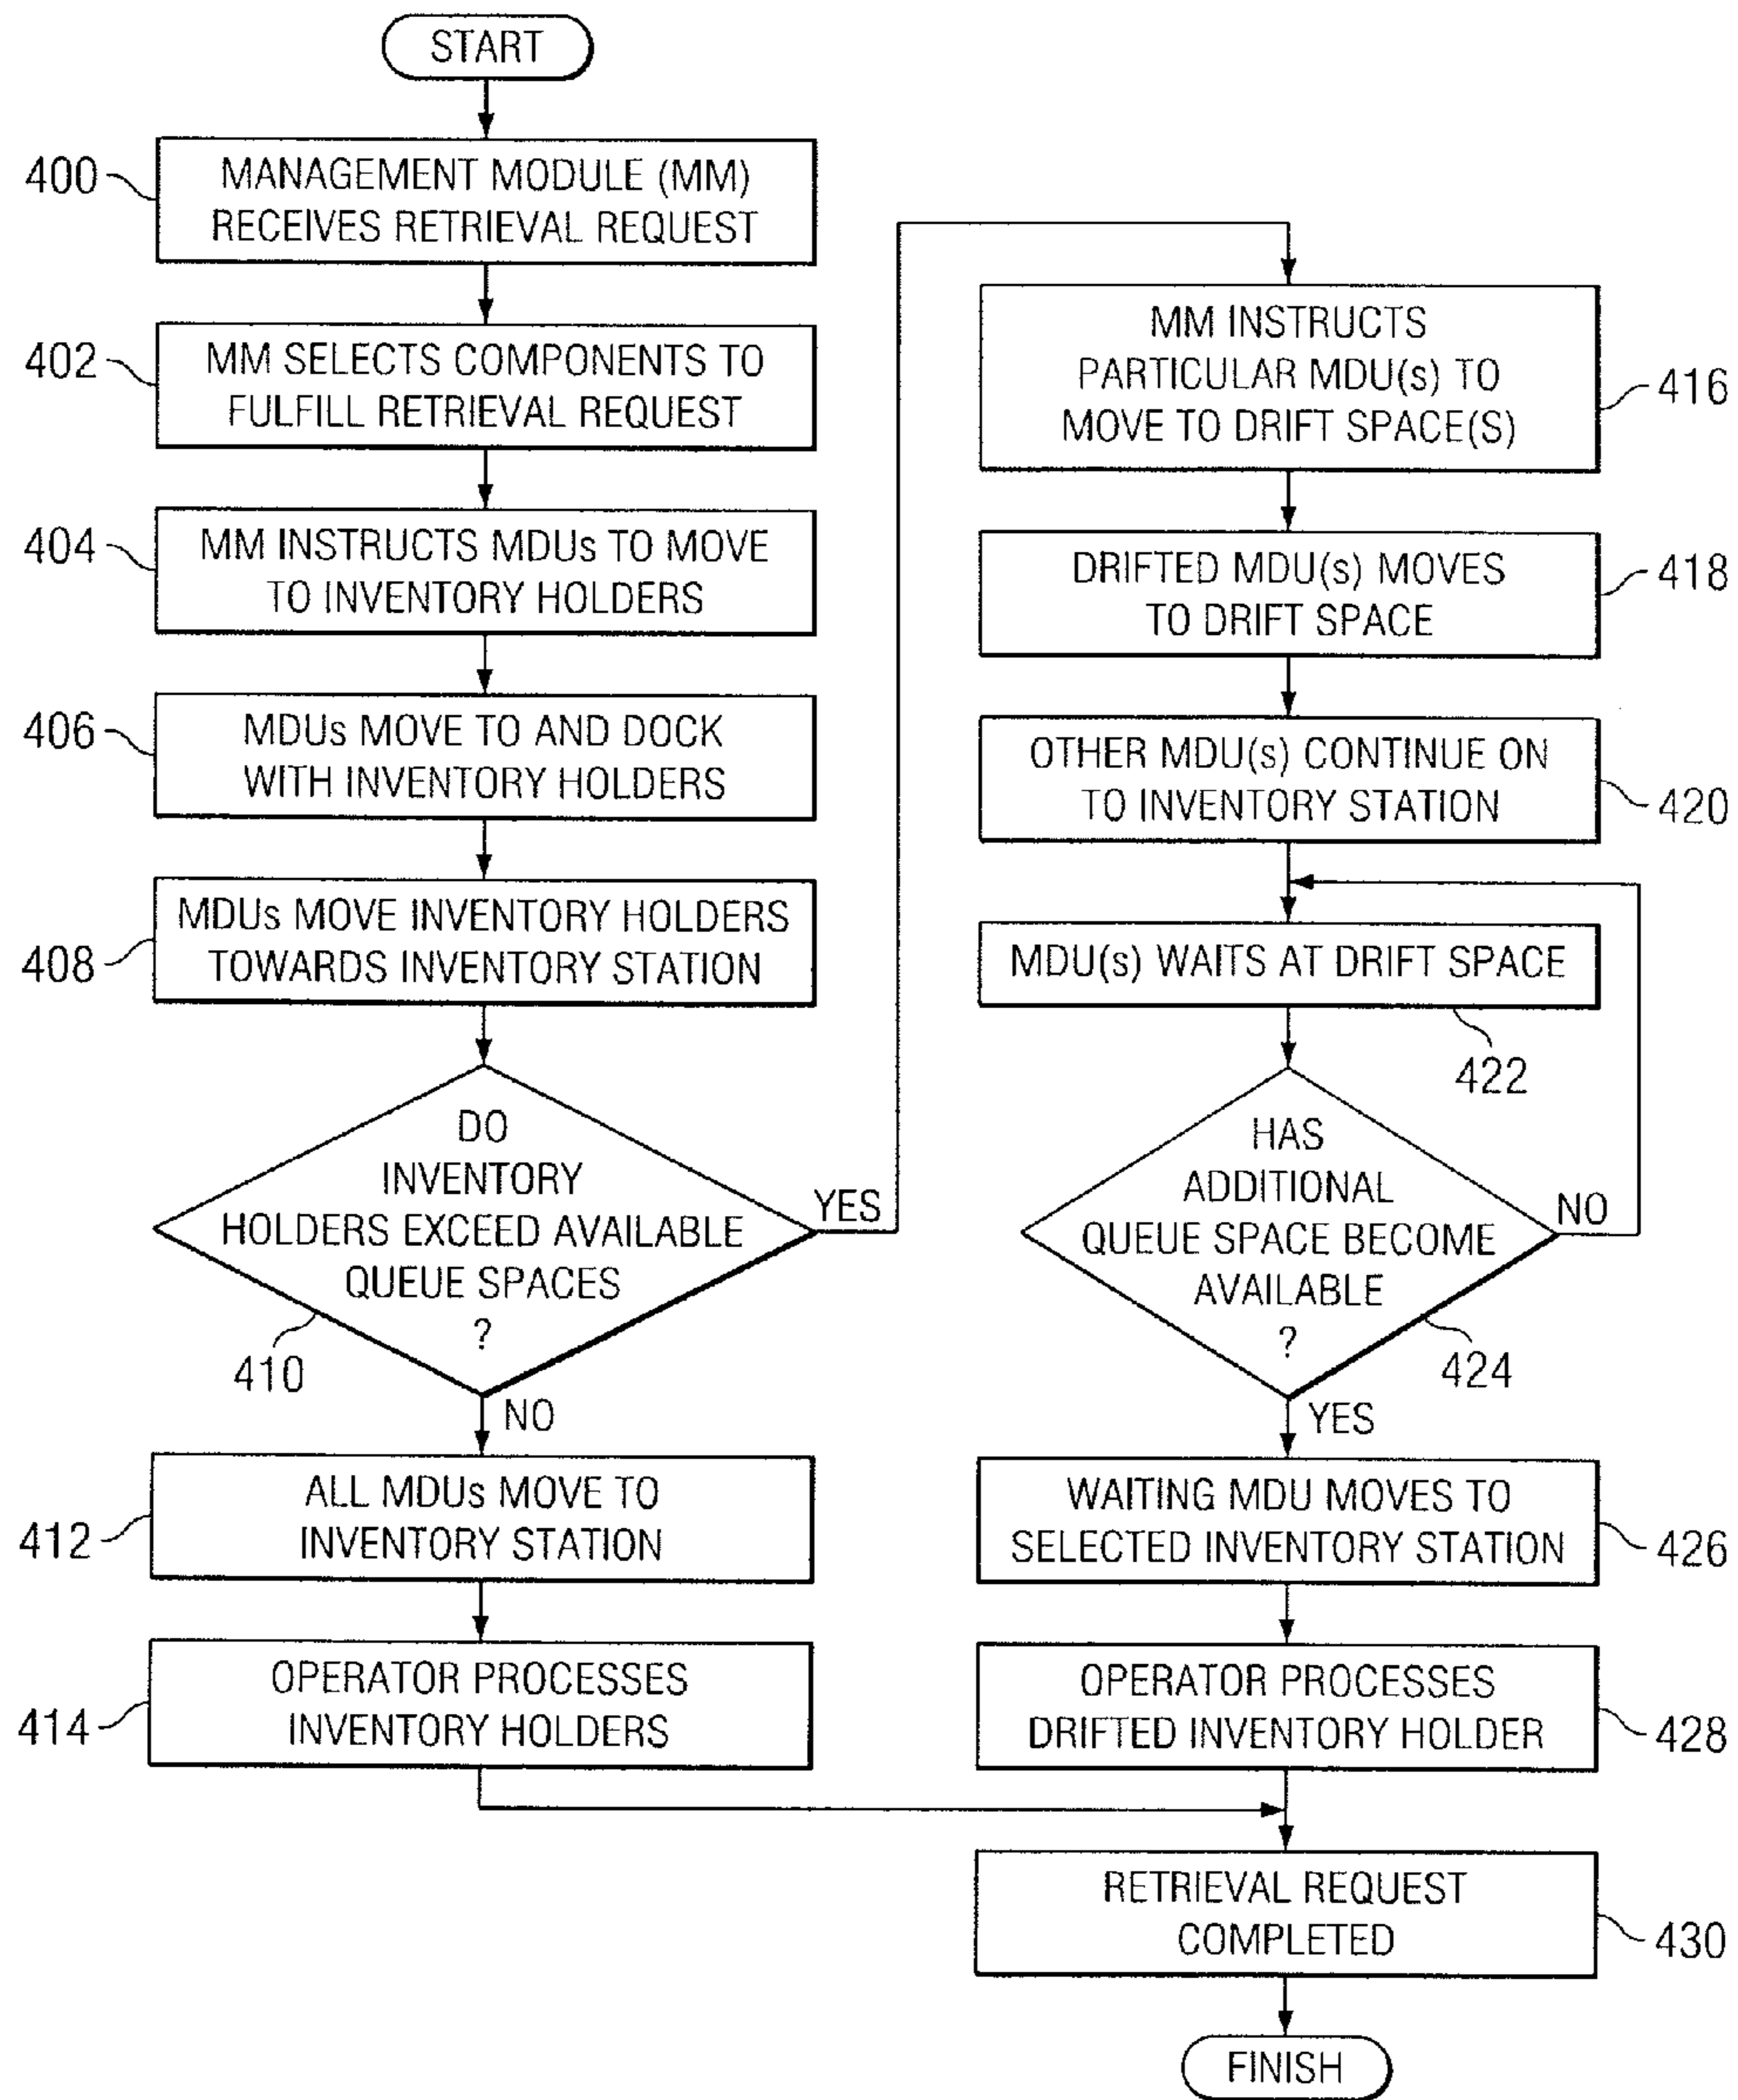 START
400
MANAGEMENT MODULE (MM)
RECEIVES RETRIEVAL REQUEST
402
MM SELECTS COMPONENTS TO
FULFILL RETRIEVAL REQUEST
404
MM INSTRUCTS MDUs TO MOVE
TO INVENTORY HOLDERS
406
MDUs MOVE TO AND DOCK
WITH INVENTORY HOLDERS
408
MDUs MOVE INVENTORY HOLDERS
TOWARDS INVENTORY STATION
DO
INVENTORY
HOLDERS EXCEED AVAILABLE
QUEUE SPACES
?
YES
410
NO
412
ALL MDUs MOVE TO
INVENTORY STATION
414
OPERATOR PROCESSES
INVENTORY HOLDERS
MM INSTRUCTS
PARTICULAR MDU(s) TO
MOVE TO DRIFT SPACE(S)
416
DRIFTED MDU(s) MOVES
TO DRIFT SPACE
418
OTHER MDU(s) CONTINUE ON
TO INVENTORY STATION
420
MDU(s) WAITS AT DRIFT SPACE
422
HAS
ADDITIONAL
QUEUE SPACE BECOME
AVAILABLE
?
NO
424
YES
WAITING MDU MOVES TO
SELECTED INVENTORY STATION
426
OPERATOR PROCESSES
DRIFTED INVENTORY HOLDER
428
RETRIEVAL REQUEST
COMPLETED
430
FINISH